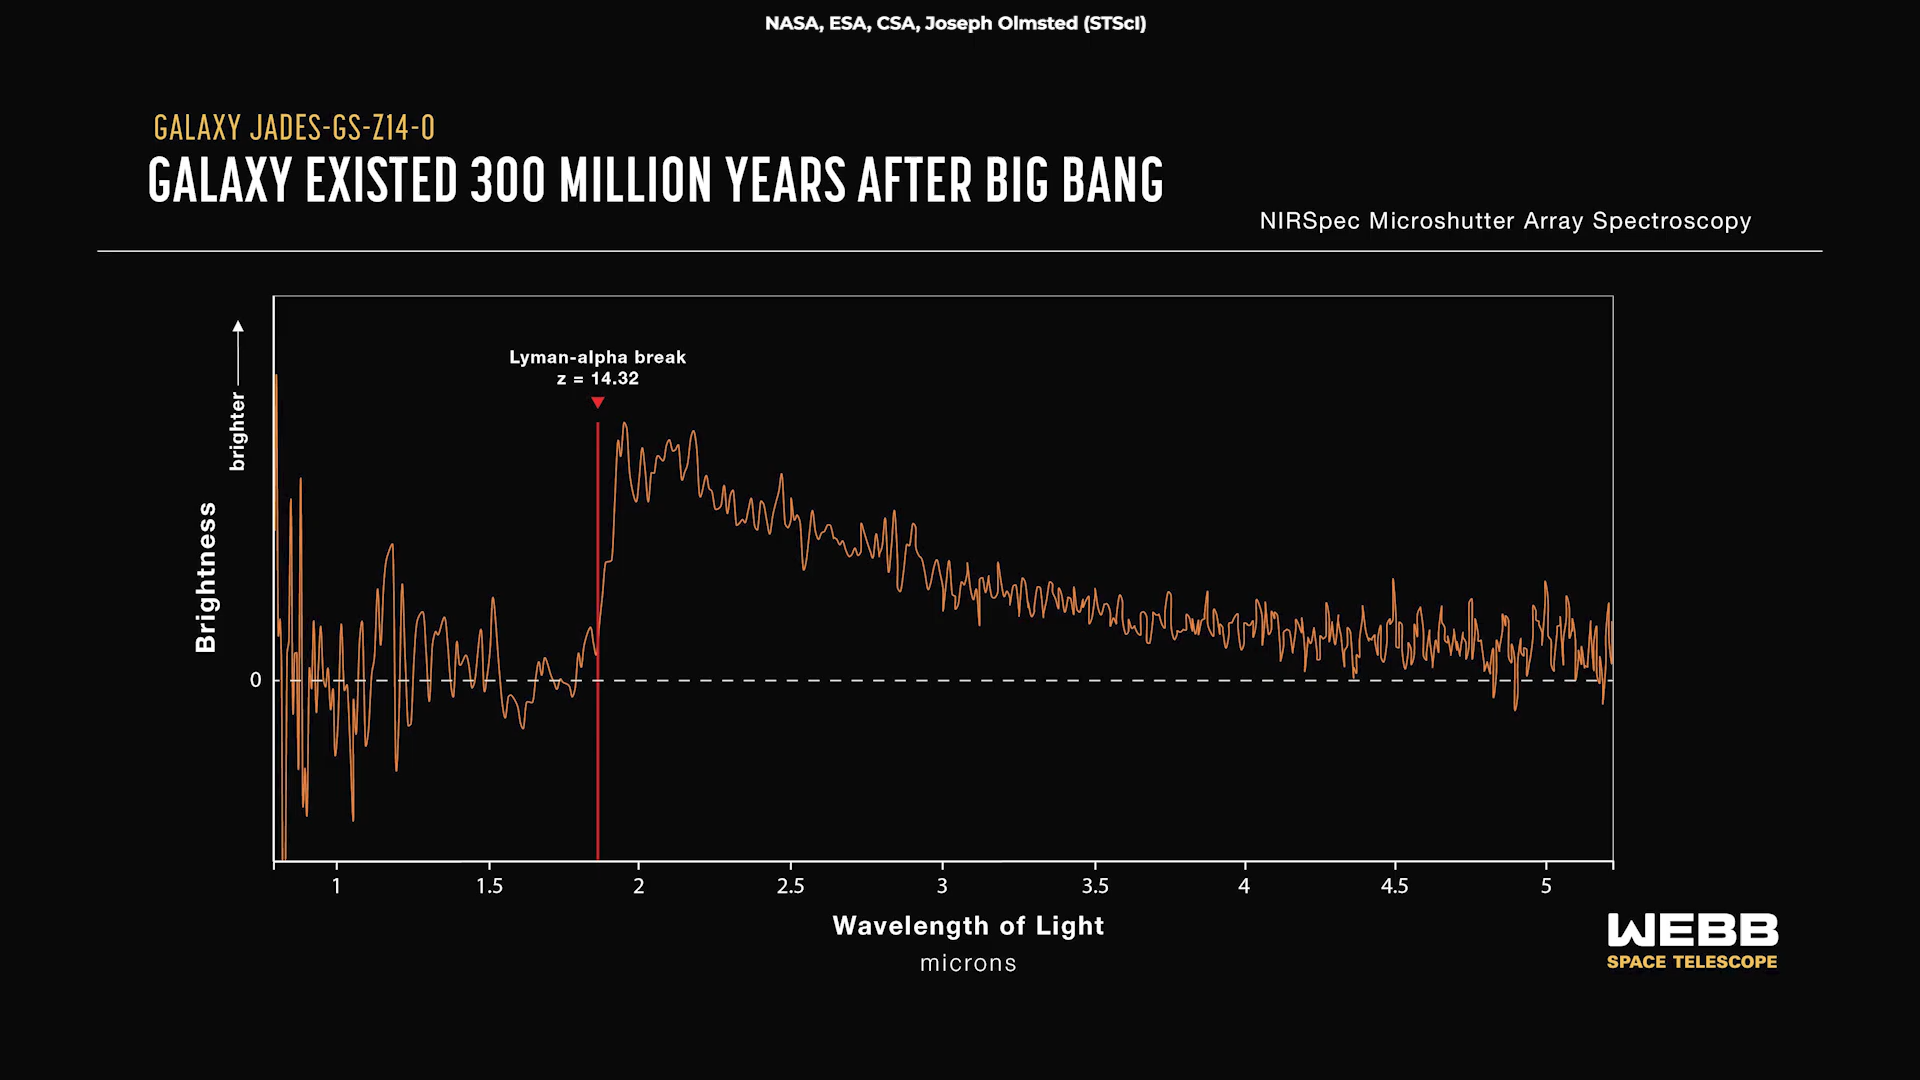 NASA, ESA, CSA, Joseph Olmsted (STScI)
GALAXY JADES-GS-Z14-0
GALAXY EXISTED 300 MILLION YEARS AFTER BIG BANG
NIRSpec Microshutter Array Spectroscopy
Lyman-alpha break
z = 14.32
brighter
Brightness
0
1 1.5 2 2.5 3 3.5 4 4.5 5
Wavelength of Light
microns
WEBB
SPACE TELESCOPE